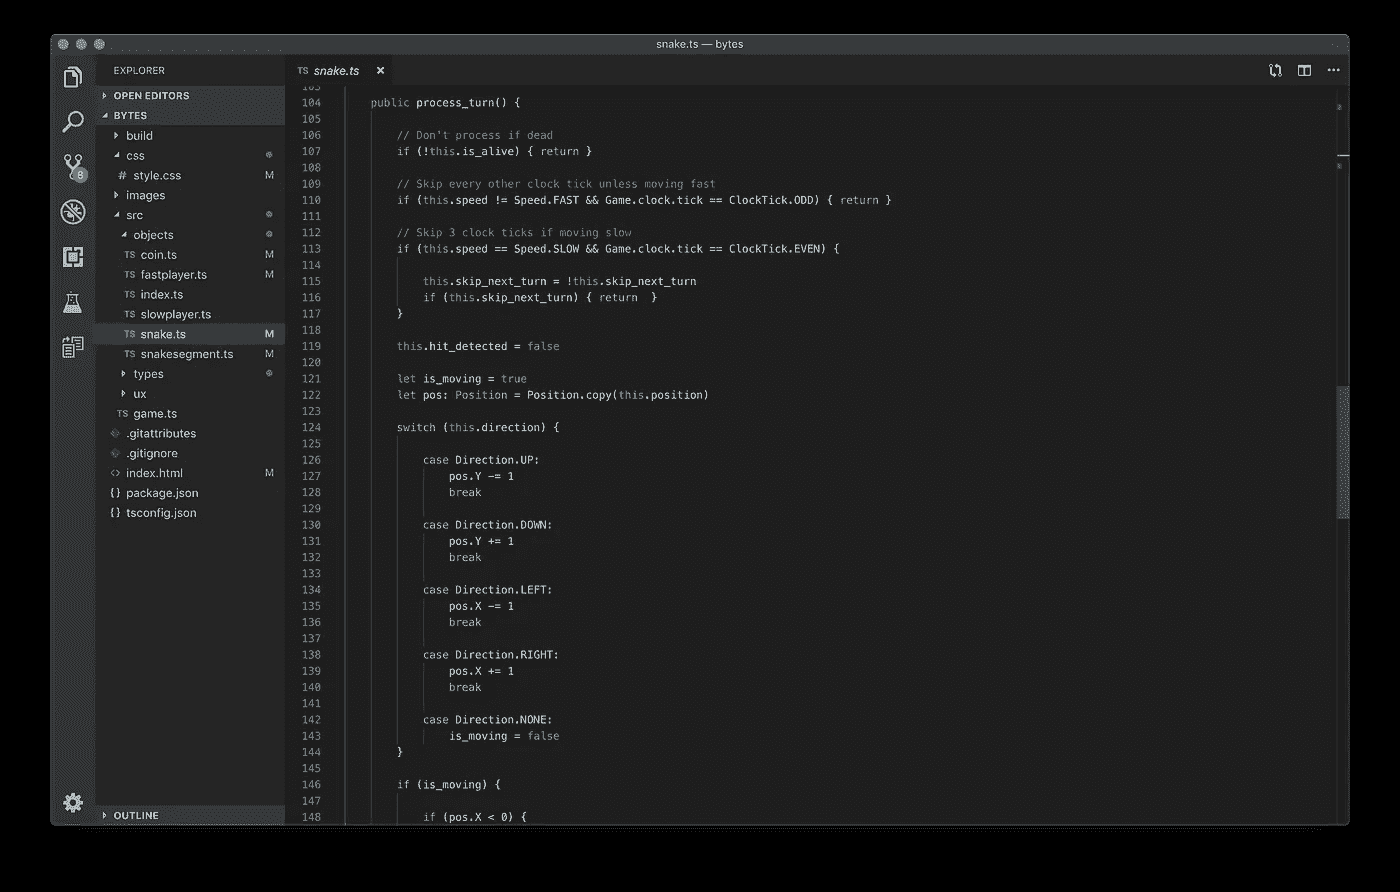 snake.ts — bytes
EXPLORER
OPEN EDITORS
BYTES
build
css
# style.css M
images
src
objects
TS coin.ts M
TS fastplayer.ts M
TS index.ts
TS slowplayer.ts
TS snake.ts M
TS snakesegment.ts M
types
ux
TS game.ts
.gitattributes
.gitignore
<> index.html M
{} package.json
{} tsconfig.json
OUTLINE
8
TS snake.ts ×
103
104 public process_turn() {
105
106 // Don't process if dead
107 if (!this.is_alive) { return }
108
109 // Skip every other clock tick unless moving fast
110 if (this.speed != Speed.FAST && Game.clock.tick == ClockTick.ODD) { return }
111
112 // Skip 3 clock ticks if moving slow
113 if (this.speed == Speed.SLOW && Game.clock.tick == ClockTick.EVEN) {
114
115 this.skip_next_turn = !this.skip_next_turn
116 if (this.skip_next_turn) { return  }
117 }
118
119 this.hit_detected = false
120
121 let is_moving = true
122 let pos: Position = Position.copy(this.position)
123
124 switch (this.direction) {
125
126 case Direction.UP:
127 pos.Y -= 1
128 break
129
130 case Direction.DOWN:
131 pos.Y += 1
132 break
133
134 case Direction.LEFT:
135 pos.X -= 1
136 break
137
138 case Direction.RIGHT:
139 pos.X += 1
140 break
141
142 case Direction.NONE:
143 is_moving = false
144 }
145
146 if (is_moving) {
147
148 if (pos.X < 0) {